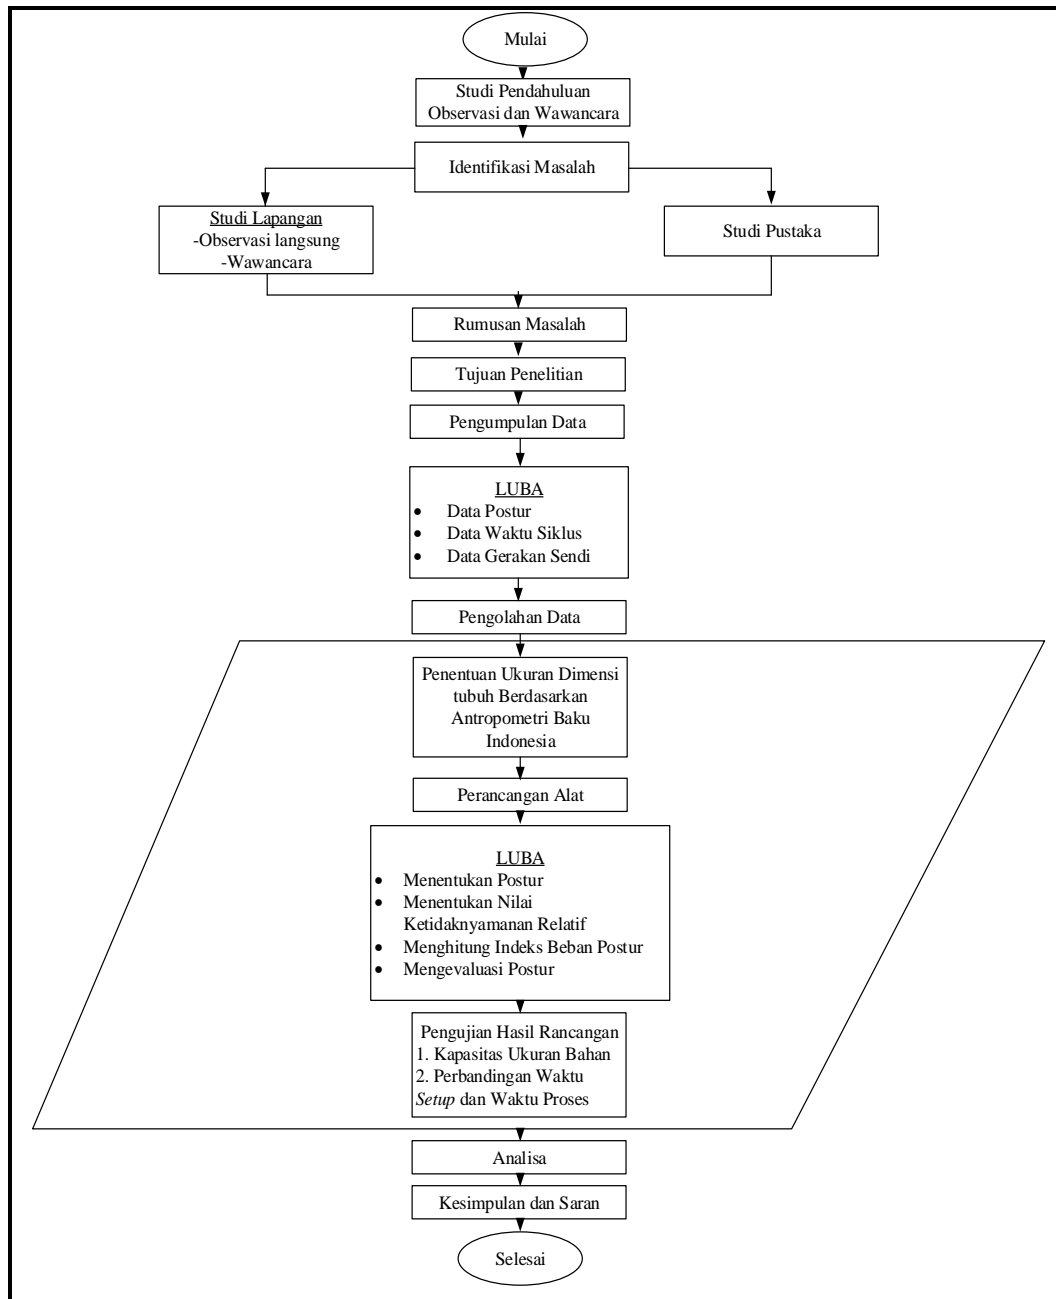 Mulai
Studi Pendahuluan
Observasi dan Wawancara
Identifikasi Masalah
Studi Lapangan
-Observasi langsung
-Wawancara
Studi Pustaka
Rumusan Masalah
Tujuan Penelitian
Pengumpulan Data
LUBA
• Data Postur
• Data Waktu Siklus
• Data Gerakan Sendi
Pengolahan Data
Penentuan Ukuran Dimensi
tubuh Berdasarkan
Antropometri Baku
Indonesia
Perancangan Alat
LUBA
• Menentukan Postur
• Menentukan Nilai
Ketidaknyamanan Relatif
• Menghitung Indeks Beban Postur
• Mengevaluasi Postur
Pengujian Hasil Rancangan
1. Kapasitas Ukuran Bahan
2. Perbandingan Waktu
Setup dan Waktu Proses
Analisa
Kesimpulan dan Saran
Selesai